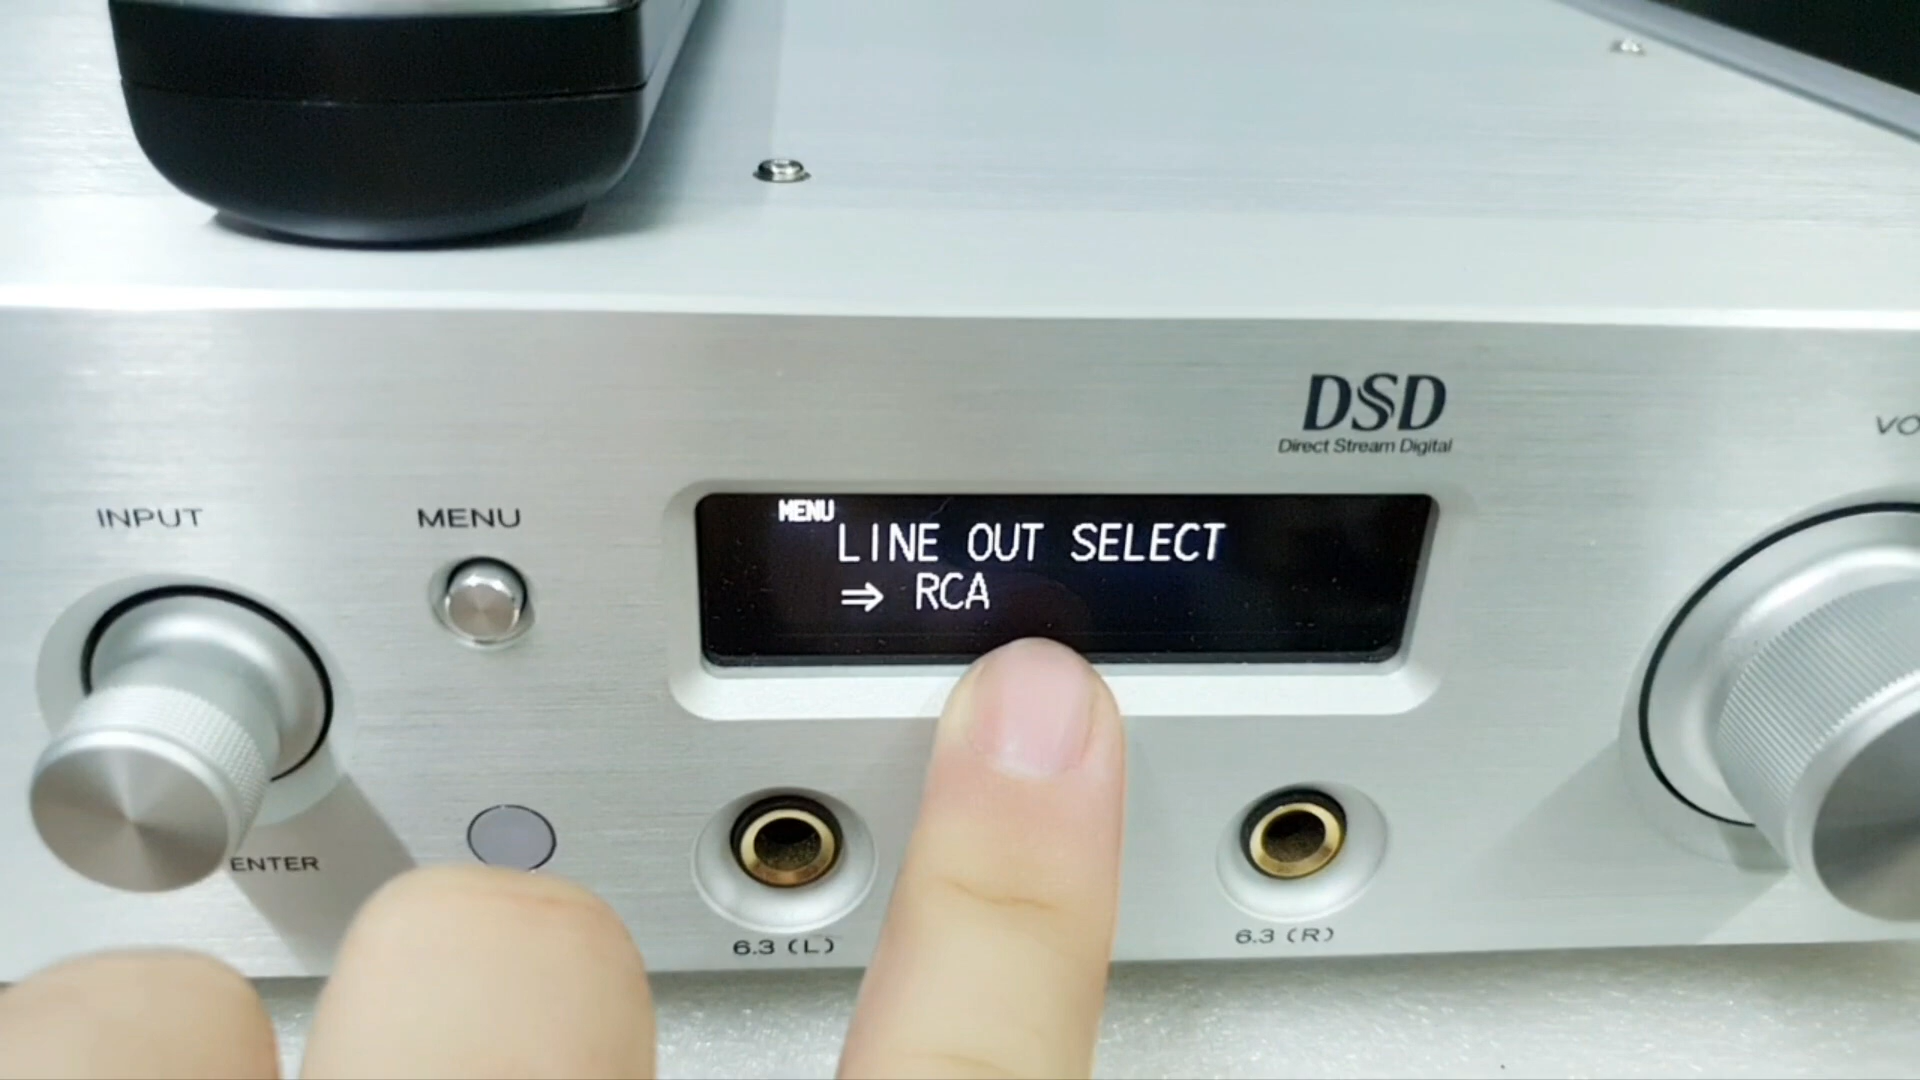 DSD
Direct Stream Digital
VO
INPUT
MENU
MENU
LINE OUT SELECT
⇒ RCA
ENTER
6.3 (L)
6.3 (R)